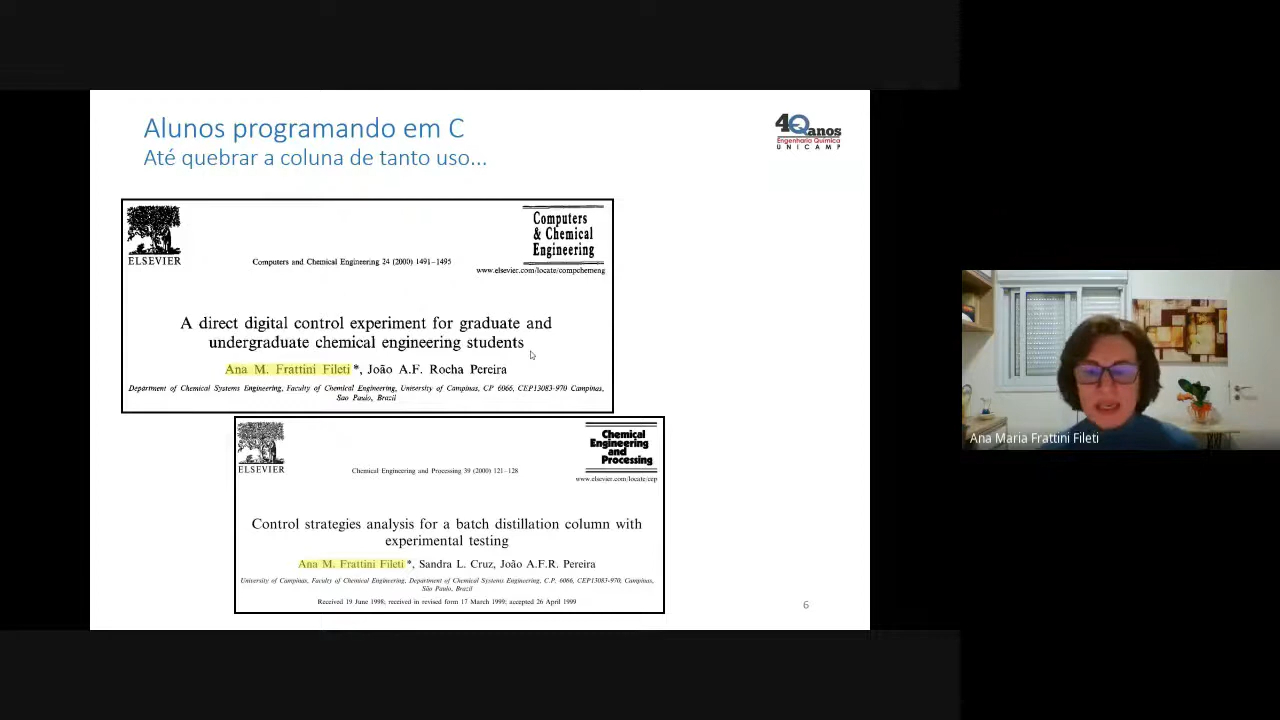 Alunos programando em C
Até quebrar a coluna de tanto uso...
4Qanos
Engenharia Química
UNICAMP
ELSEVIER
Computers and Chemical Engineering 24 (2000) 1491–1495
Computers
& Chemical
Engineering
www.elsevier.com/locate/compchemeng
A direct digital control experiment for graduate and
undergraduate chemical engineering students
Ana M. Frattini Fileti *, João A.F. Rocha Pereira
Department of Chemical Systems Engineering, Faculty of Chemical Engineering, University of Campinas, CP 6066, CEP13083-970 Campinas,
Sao Paulo, Brazil
ELSEVIER
Chemical Engineering and Processing 39 (2000) 121–128
Chemical
Engineering
and
Processing
www.elsevier.com/locate/cep
Control strategies analysis for a batch distillation column with
experimental testing
Ana M. Frattini Fileti *, Sandra L. Cruz, João A.F.R. Pereira
University of Campinas, Faculty of Chemical Engineering, Department of Chemical Systems Engineering, C.P. 6066, CEP13083-970, Campinas,
São Paulo, Brazil
Received 19 June 1998; received in revised form 17 March 1999; accepted 26 April 1999
6
Ana Maria Frattini Fileti